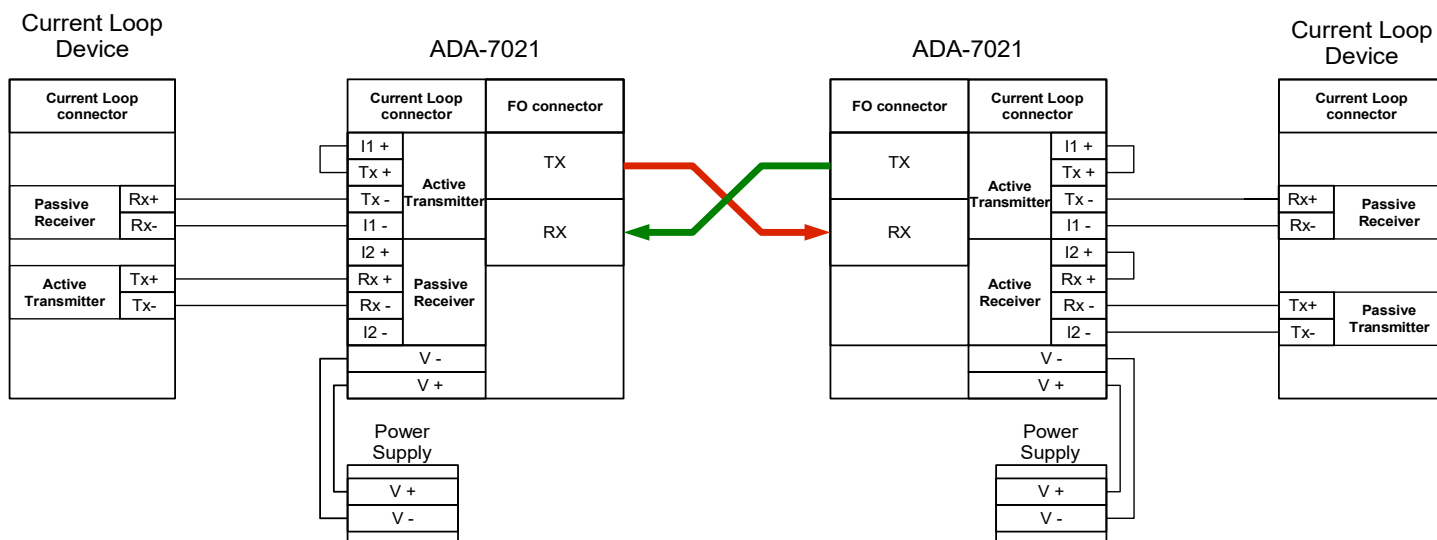 Current Loop
Device
ADA-7021
ADA-7021
Current Loop
Device
Current Loop
connector
Passive
Receiver
Rx+
Rx-
Active
Transmitter
Tx+
Tx-
Current Loop
connector
FO connector
I1 +
Tx +
Tx -
I1 -
Active
Transmitter
I2 +
Rx +
Rx -
I2 -
Passive
Receiver
V -
V +
TX
RX
Power
Supply
V +
V -
FO connector
Current Loop
connector
TX
RX
Active
Transmitter
I1 +
Tx +
Tx -
I1 -
Active
Receiver
I2 +
Rx +
Rx -
I2 -
V -
V +
Power
Supply
V +
V -
Current Loop
connector
Rx+
Rx-
Passive
Receiver
Tx+
Tx-
Passive
Transmitter